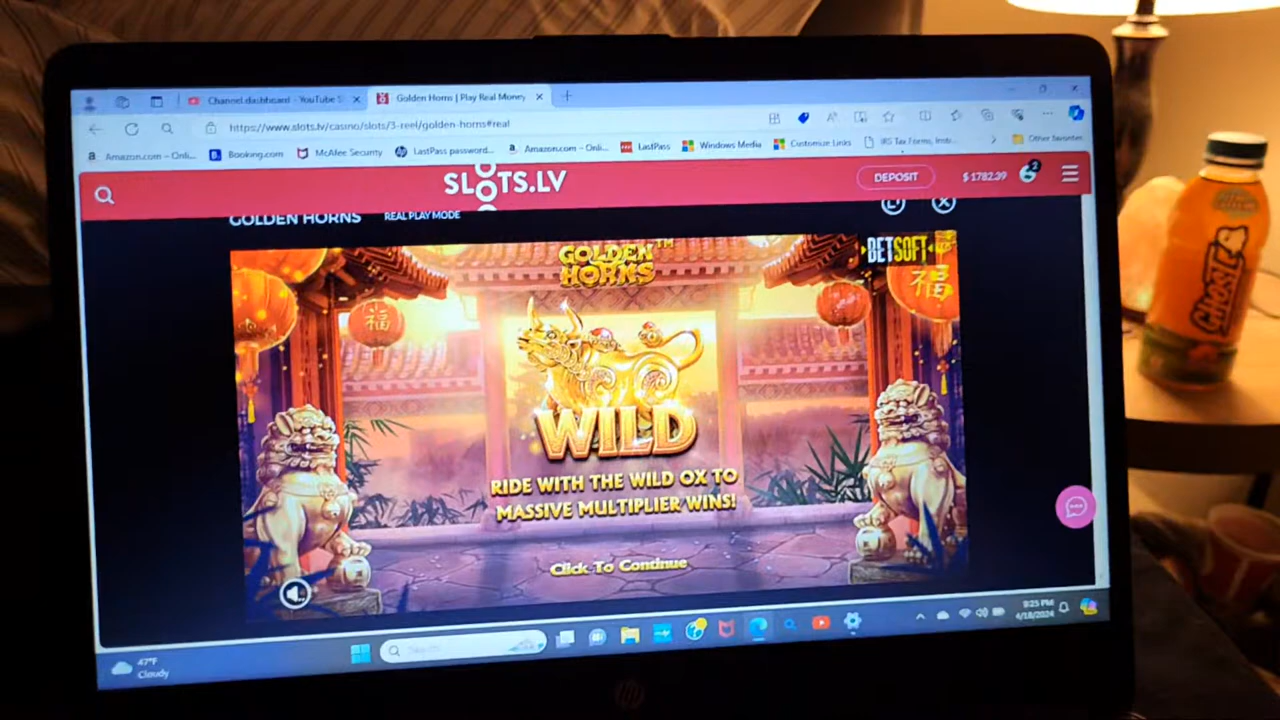 Channel dashboard - YouTube S
Golden Horns | Play Real Money
https://www.slots.lv/casino/slots/3-reel/golden-horns#real
Amazon.com – Onli...
Booking.com
McAfee Security
LastPass password...
Amazon.com – Onli...
LastPass
Windows Media
Customize Links
IRS Tax Forms, Instr...
Other favorites
SLOTS.LV
DEPOSIT
$ 1782.39
2
GOLDEN HORNS
REAL PLAY MODE
GOLDEN HORNS™
BETSOFT
福
福
WILD
RIDE WITH THE WILD OX TO
MASSIVE MULTIPLIER WINS!
Click To Continue
GHOST
47°F
Cloudy
9:25 PM
4/18/2024
hp